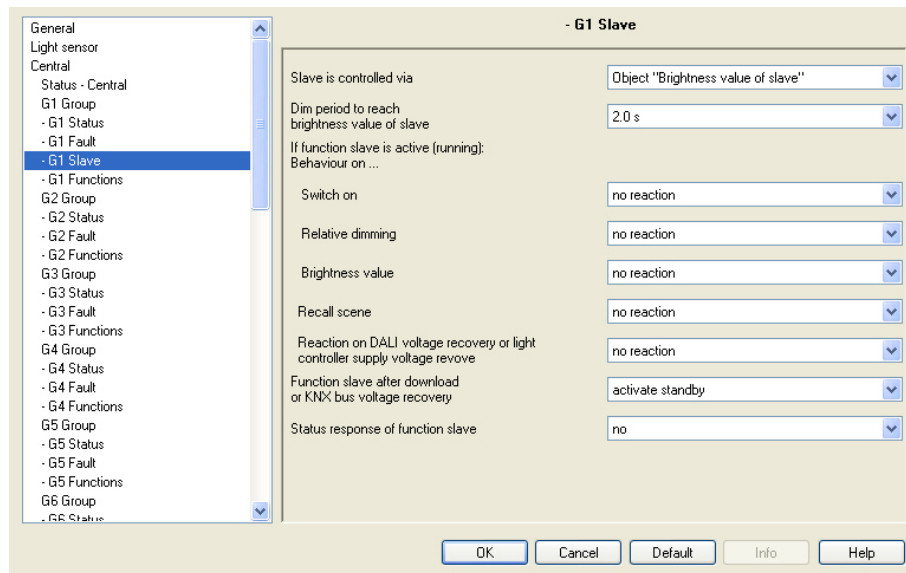 General
Light sensor
Central
Status - Central
G1 Group
- G1 Status
- G1 Fault
- G1 Slave
- G1 Functions
G2 Group
- G2 Status
- G2 Fault
- G2 Functions
G3 Group
- G3 Status
- G3 Fault
- G3 Functions
G4 Group
- G4 Status
- G4 Fault
- G4 Functions
G5 Group
- G5 Status
- G5 Fault
- G5 Functions
G6 Group
- G6 Status
- G1 Slave
Slave is controlled via
Object "Brightness value of slave"
Dim period to reach
brightness value of slave
2.0 s
If function slave is active (running):
Behaviour on ...
Switch on
no reaction
Relative dimming
no reaction
Brightness value
no reaction
Recall scene
no reaction
Reaction on DALI voltage recovery or light
controller supply voltage revove
no reaction
Function slave after download
or KNX bus voltage recovery
activate standby
Status response of function slave
no
OK
Cancel
Default
Info
Help